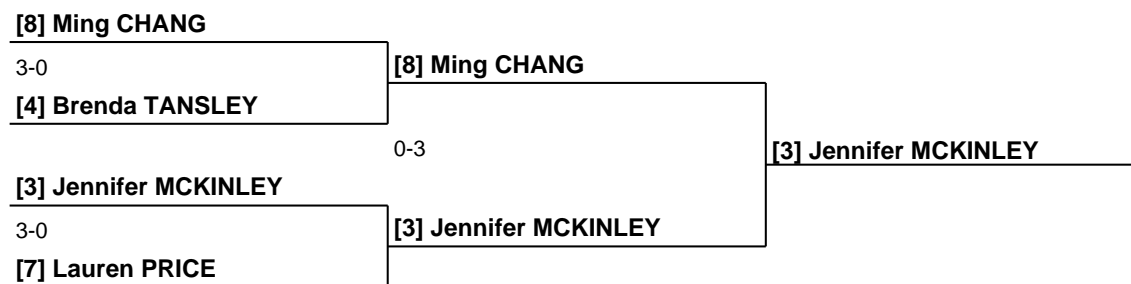 [8] Ming CHANG
3-0
[8] Ming CHANG
[4] Brenda TANSLEY
0-3
[3] Jennifer MCKINLEY
[3] Jennifer MCKINLEY
3-0
[3] Jennifer MCKINLEY
[7] Lauren PRICE